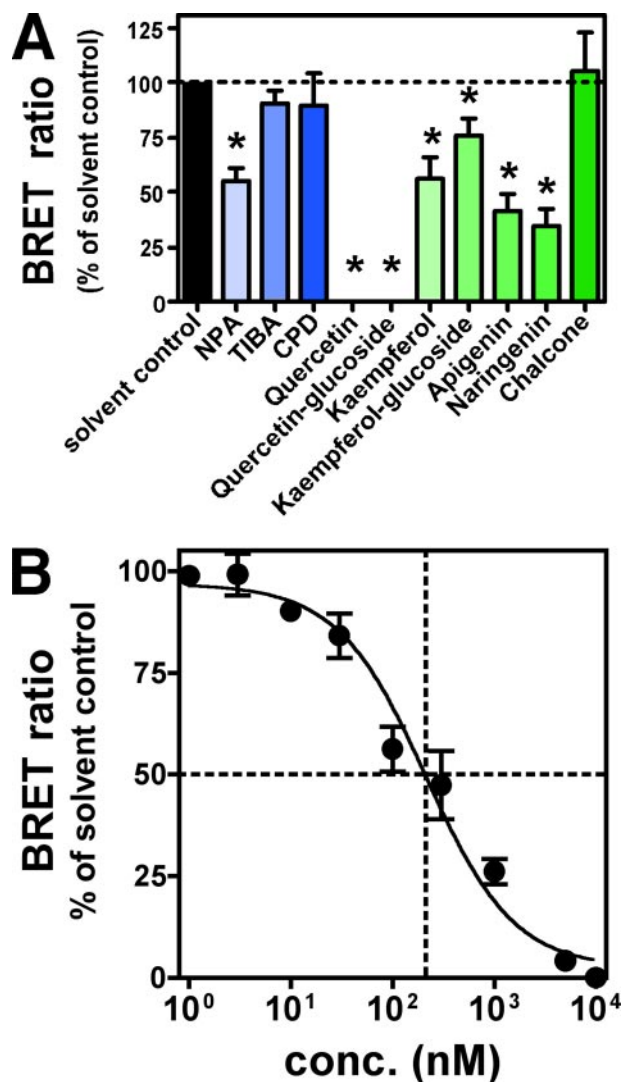 A
BRET ratio
(% of solvent control)
125
100
75
50
25
0
*
*
*
*
*
*
*
solvent control
NPA
TIBA
CPD
Quercetin
Quercetin-glucoside
Kaempferol
Kaempferol-glucoside
Apigenin
Naringenin
Chalcone
B
BRET ratio
% of solvent control
100
75
50
25
0
10⁰ 10¹ 10² 10³ 10⁴
conc. (nM)